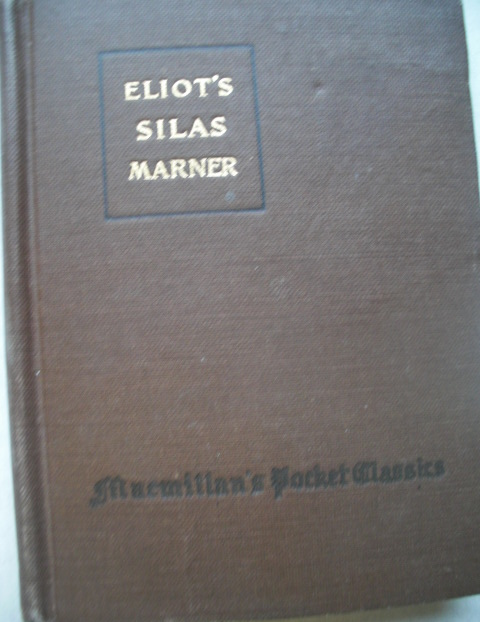 ELIOT'S
SILAS
MARNER
Macmillan's Pocket Classics